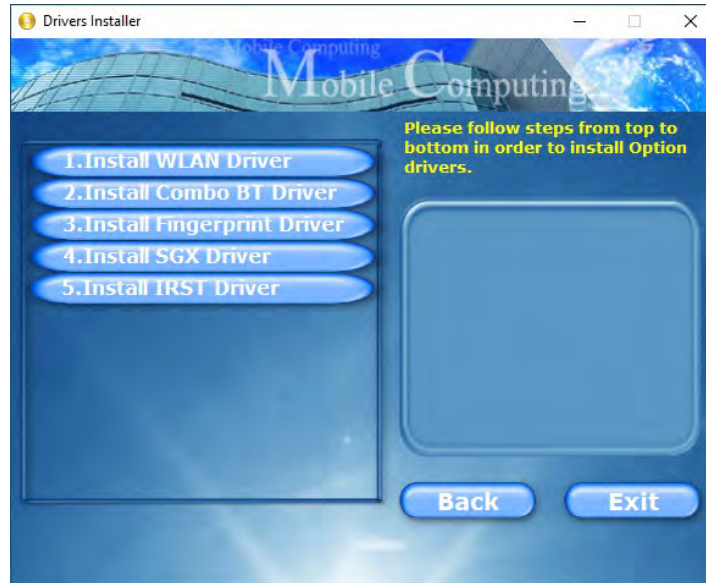 Drivers Installer
Mobile Computing
Mobile Computing
Please follow steps from top to
bottom in order to install Option
drivers.
1.Install WLAN Driver
2.Install Combo BT Driver
3.Install Fingerprint Driver
4.Install SGX Driver
5.Install IRST Driver
Back
Exit